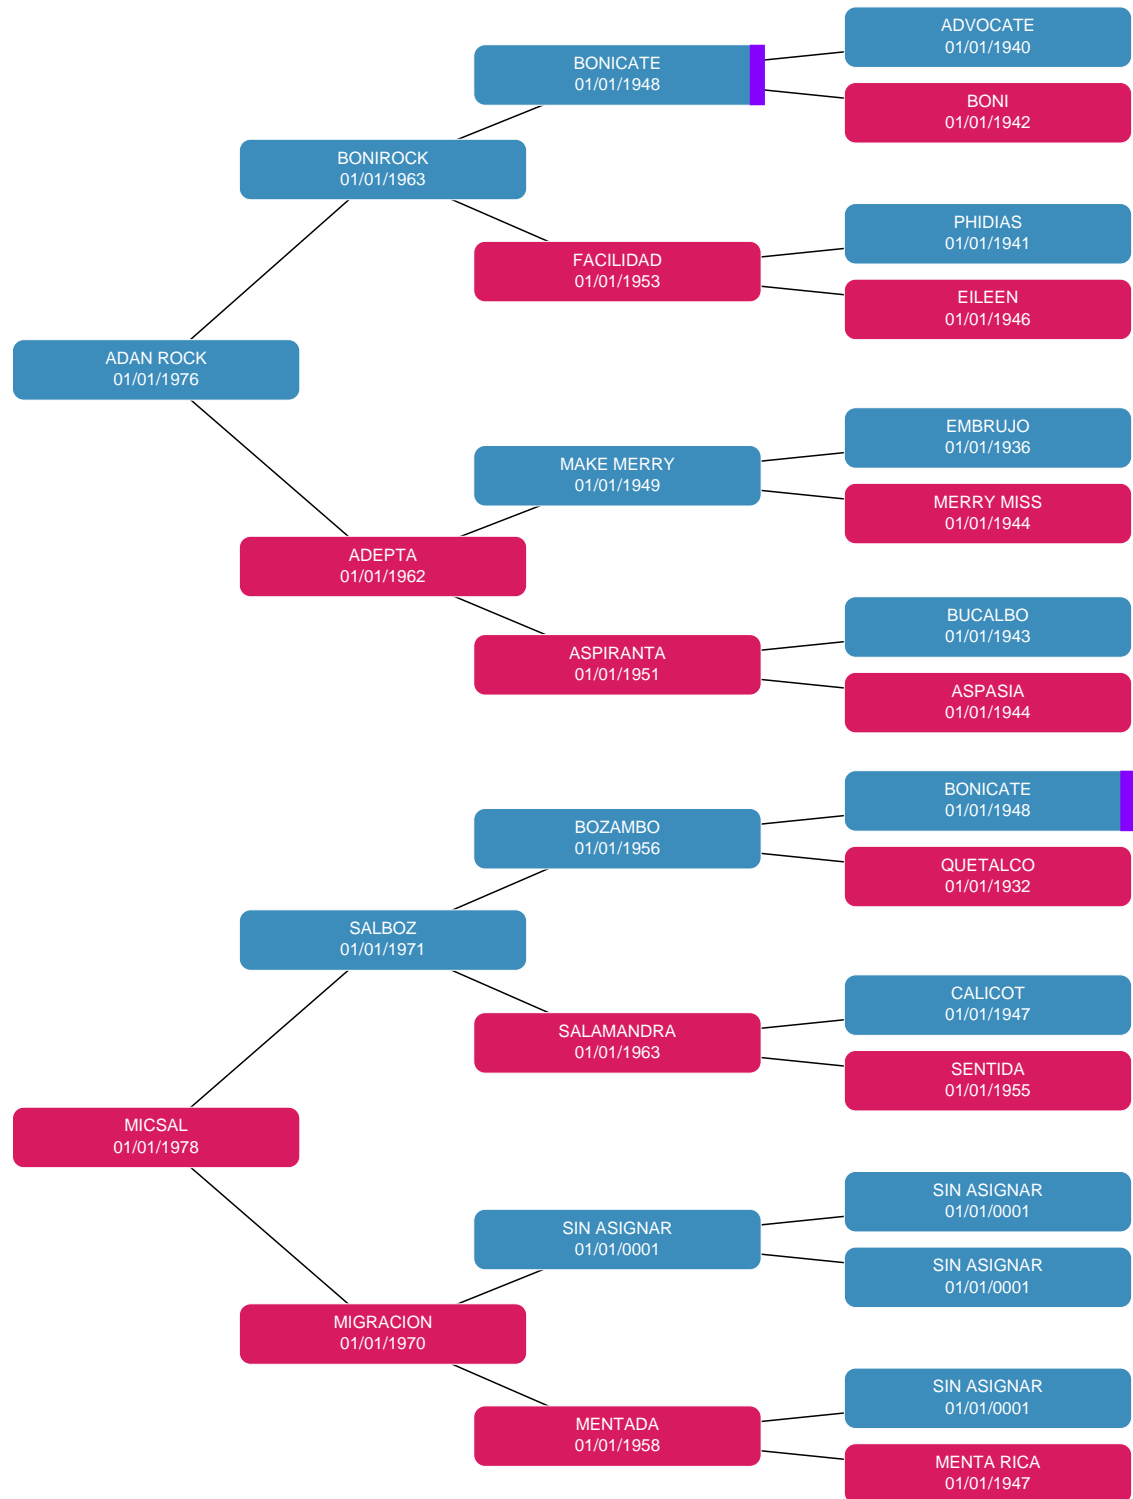 ADVOCATE
01/01/1940
BONICATE
01/01/1948
BONI
01/01/1942
BONIROCK
01/01/1963
PHIDIAS
01/01/1941
FACILIDAD
01/01/1953
EILEEN
01/01/1946
ADAN ROCK
01/01/1976
EMBRUJO
01/01/1936
MAKE MERRY
01/01/1949
MERRY MISS
01/01/1944
ADEPTA
01/01/1962
BUCALBO
01/01/1943
ASPIRANTA
01/01/1951
ASPASIA
01/01/1944
BONICATE
01/01/1948
BOZAMBO
01/01/1956
QUETALCO
01/01/1932
SALBOZ
01/01/1971
CALICOT
01/01/1947
SALAMANDRA
01/01/1963
SENTIDA
01/01/1955
MICSAL
01/01/1978
SIN ASIGNAR
01/01/0001
SIN ASIGNAR
01/01/0001
SIN ASIGNAR
01/01/0001
MIGRACION
01/01/1970
SIN ASIGNAR
01/01/0001
MENTADA
01/01/1958
MENTA RICA
01/01/1947